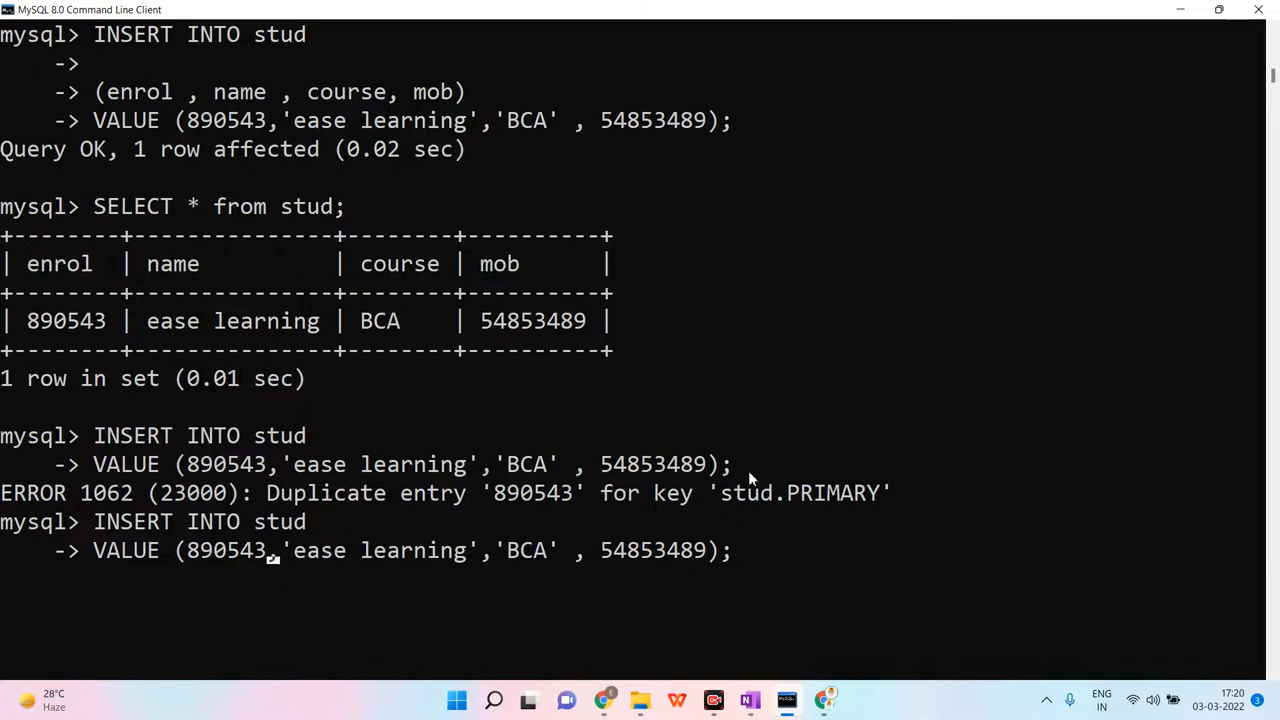 MySQL 8.0 Command Line Client
mysql> INSERT INTO stud
    ->
    -> (enrol , name , course, mob)
    -> VALUE (890543,'ease learning','BCA' , 54853489);
Query OK, 1 row affected (0.02 sec)
mysql> SELECT * from stud;
+--------+---------------+--------+----------+
| enrol  | name          | course | mob      |
+--------+---------------+--------+----------+
| 890543 | ease learning | BCA    | 54853489 |
+--------+---------------+--------+----------+
1 row in set (0.01 sec)
mysql> INSERT INTO stud
    -> VALUE (890543,'ease learning','BCA' , 54853489);
ERROR 1062 (23000): Duplicate entry '890543' for key 'stud.PRIMARY'
mysql> INSERT INTO stud
    -> VALUE (890543,'ease learning','BCA' , 54853489);
28°C
Haze
ENG
IN
17:20
03-03-2022
3